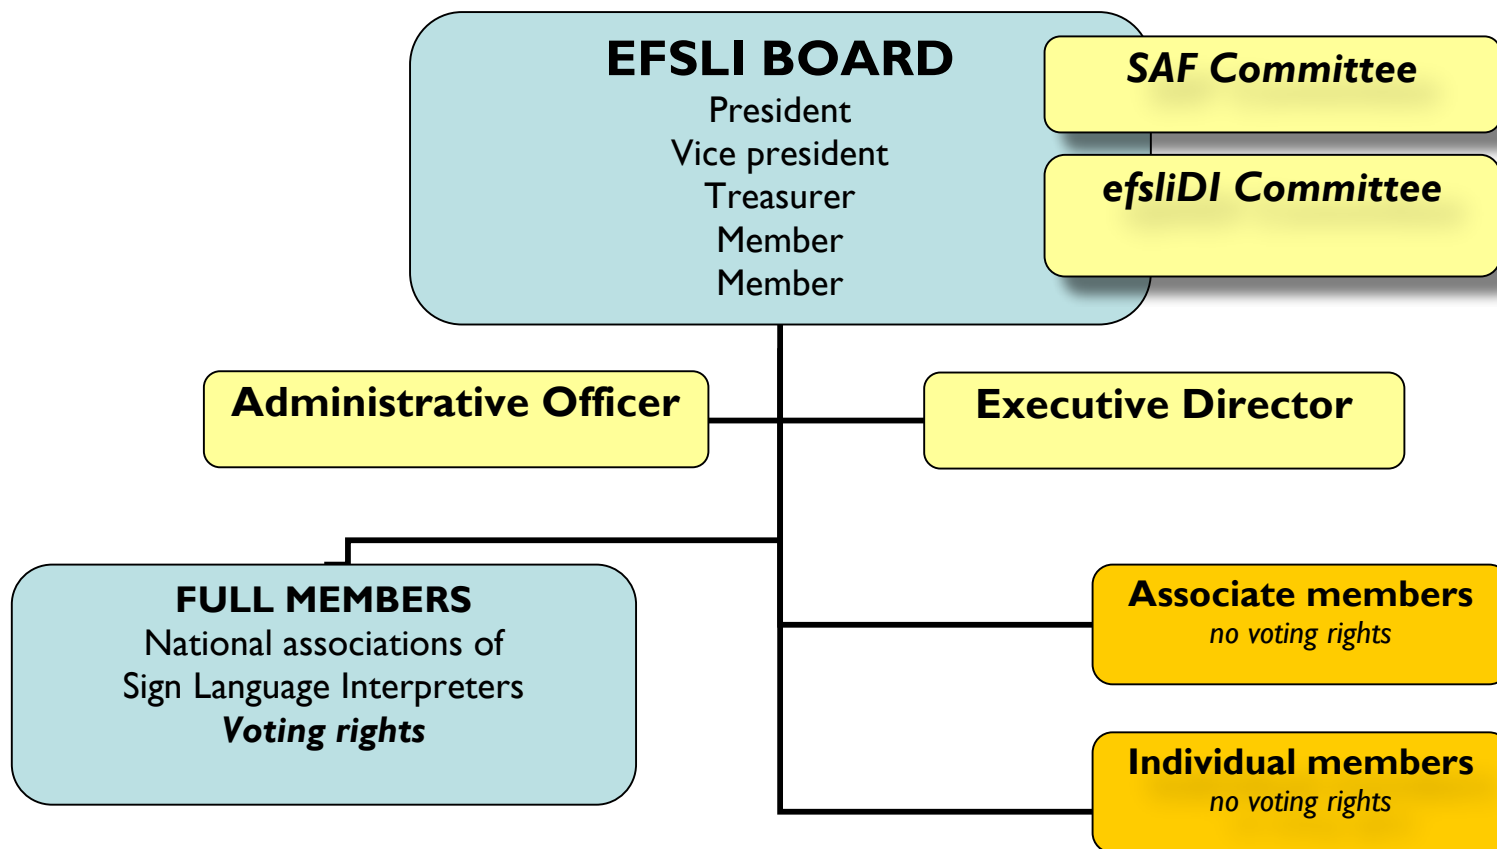 EFSLI BOARD
President
Vice president
Treasurer
Member
Member
SAF Committee
efsliDI Committee
Administrative Officer
Executive Director
FULL MEMBERS
National associations of
Sign Language Interpreters
Voting rights
Associate members
no voting rights
Individual members
no voting rights